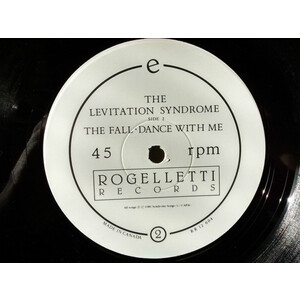 e
THE
LEVITATION SYNDROME
SIDE 2
THE FALL · DANCE WITH ME
45 rpm
ROGELLETTI
RECORDS
MADE IN CANADA
2